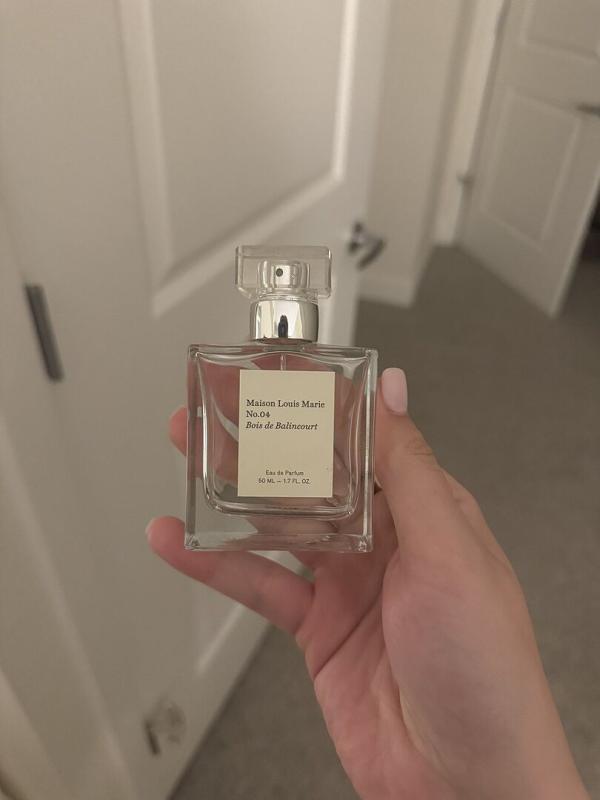 Maison Louis Marie
No.04
Bois de Balincourt
Eau de Parfum
50 ML — 1.7 FL. OZ.